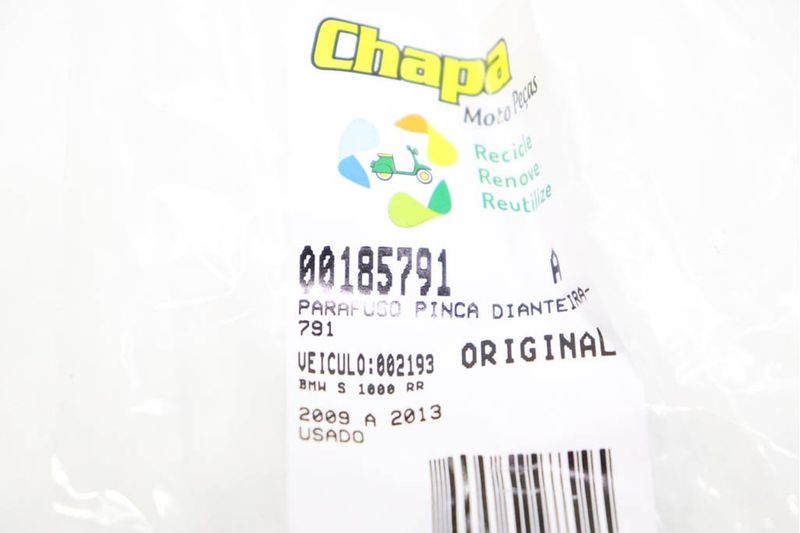 Chapa
Moto Peças
Recicle
Renove
Reutilize
00185791 A
PARAFUSO PINCA DIANTEIRA-
791
VEICULO:002193 ORIGINAL
BMW S 1000 RR
2009 A 2013
USADO